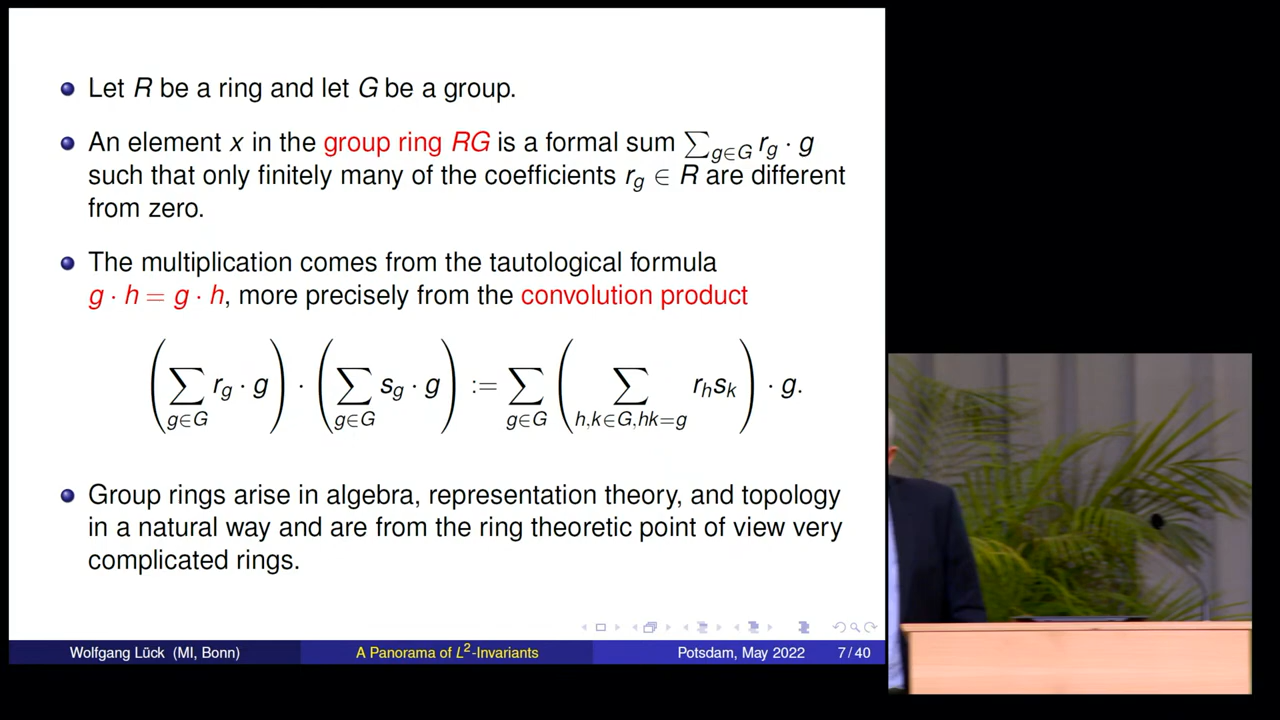 Let R be a ring and let G be a group.
An element x in the group ring RG is a formal sum ∑_{g∈G} r_g · g
such that only finitely many of the coefficients r_g ∈ R are different
from zero.
The multiplication comes from the tautological formula
g · h = g · h, more precisely from the convolution product
(∑_{g∈G} r_g · g) · (∑_{g∈G} s_g · g) := ∑_{g∈G} (∑_{h,k∈G,hk=g} r_h s_k) · g.
Group rings arise in algebra, representation theory, and topology
in a natural way and are from the ring theoretic point of view very
complicated rings.
Wolfgang Lück (MI, Bonn) A Panorama of L²-Invariants Potsdam, May 2022 7 / 40